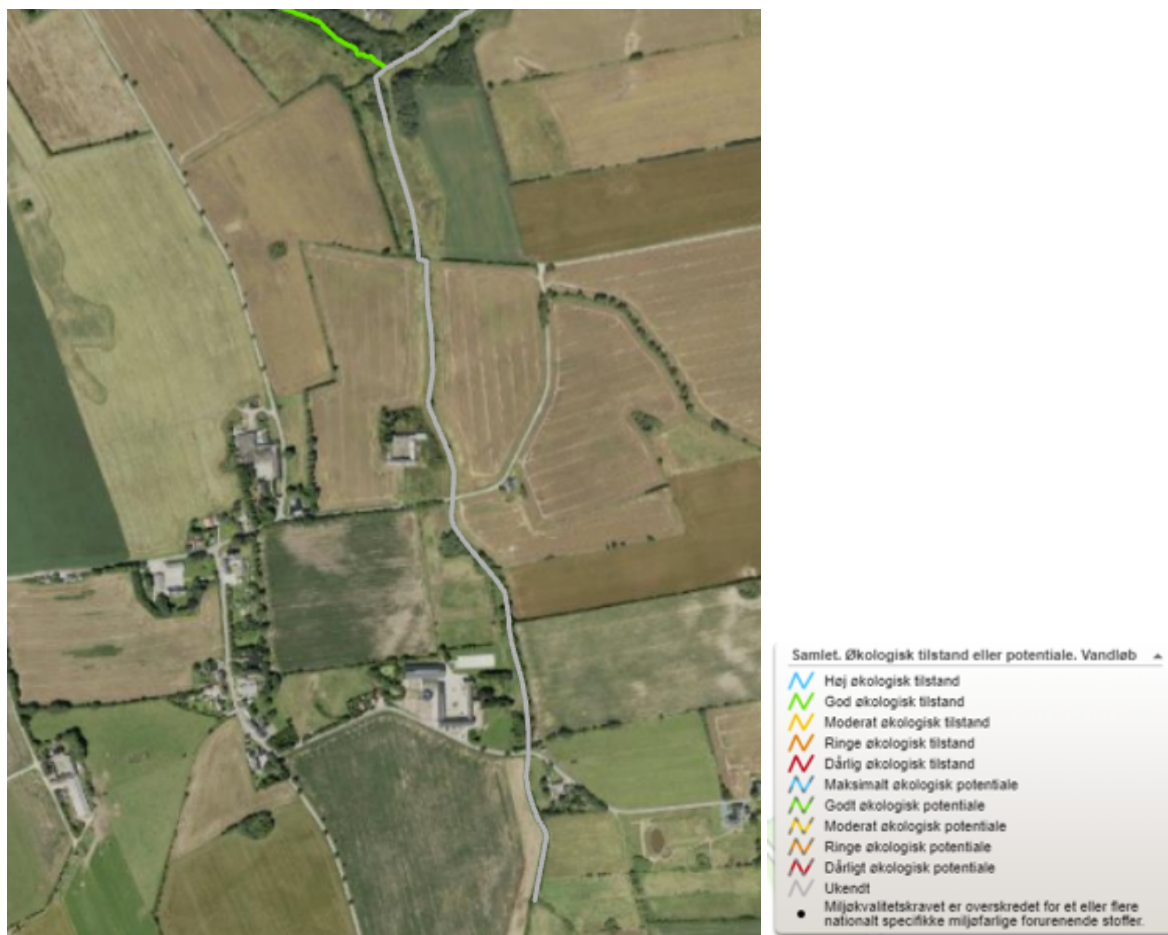 Samlet. Økologisk tilstand eller potentiale. Vandløb
Høj økologisk tilstand
God økologisk tilstand
Moderat økologisk tilstand
Ringe økologisk tilstand
Dårlig økologisk tilstand
Maksimalt økologisk potentiale
Godt økologisk potentiale
Moderat økologisk potentiale
Ringe økologisk potentiale
Dårligt økologisk potentiale
Ukendt
Miljøkvalitetskravet er overskredet for et eller flere
nationalt specifikke miljøfarlige forurenende stoffer.